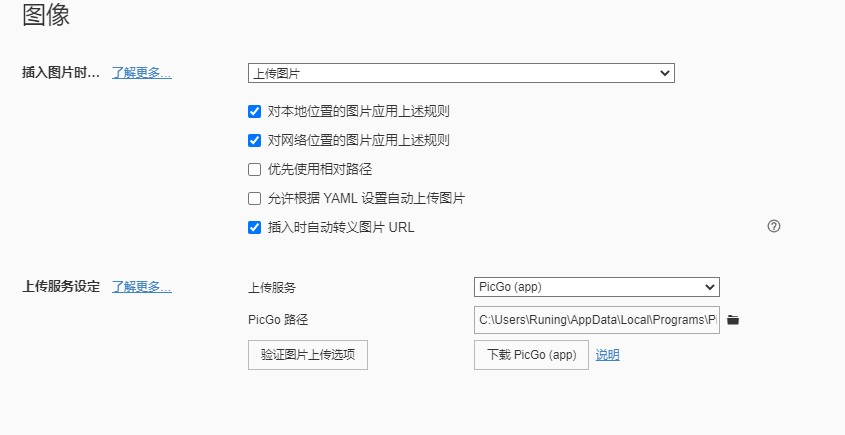 图像
插入图片时... 了解更多... 上传图片
对本地位置的图片应用上述规则
对网络位置的图片应用上述规则
优先使用相对路径
允许根据 YAML 设置自动上传图片
插入时自动转义图片 URL
上传服务设定 了解更多... 上传服务 PicGo (app)
PicGo 路径 C:\Users\Runing\AppData\Local\Programs\Pi
验证图片上传选项 下载 PicGo (app) 说明